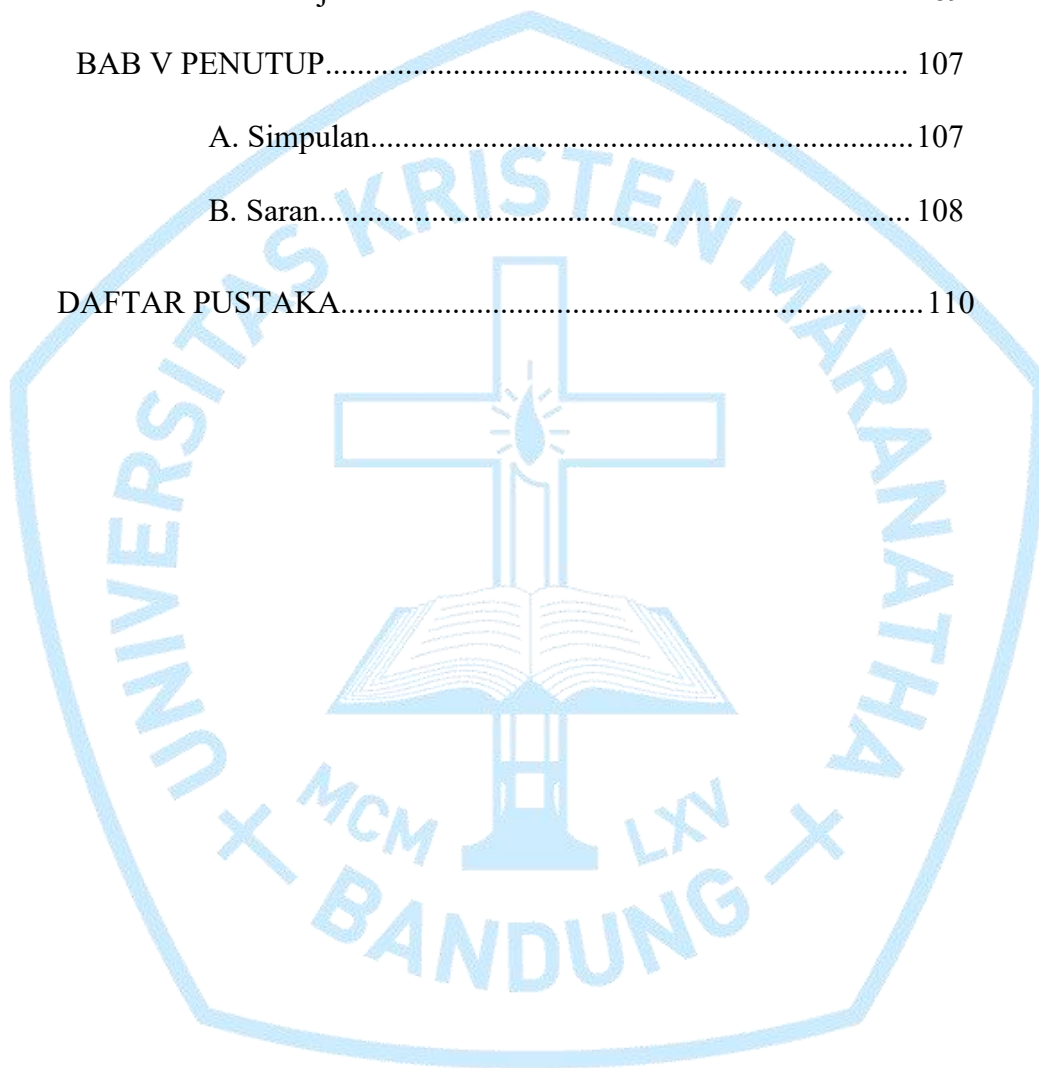 BAB V PENUTUP........................................................................ 107
A. Simpulan...................................................................107
B. Saran......................................................................... 108
DAFTAR PUSTAKA........................................................................110
UNIVERSITAS KRISTEN MARANATHA
MCM LXV
BANDUNG